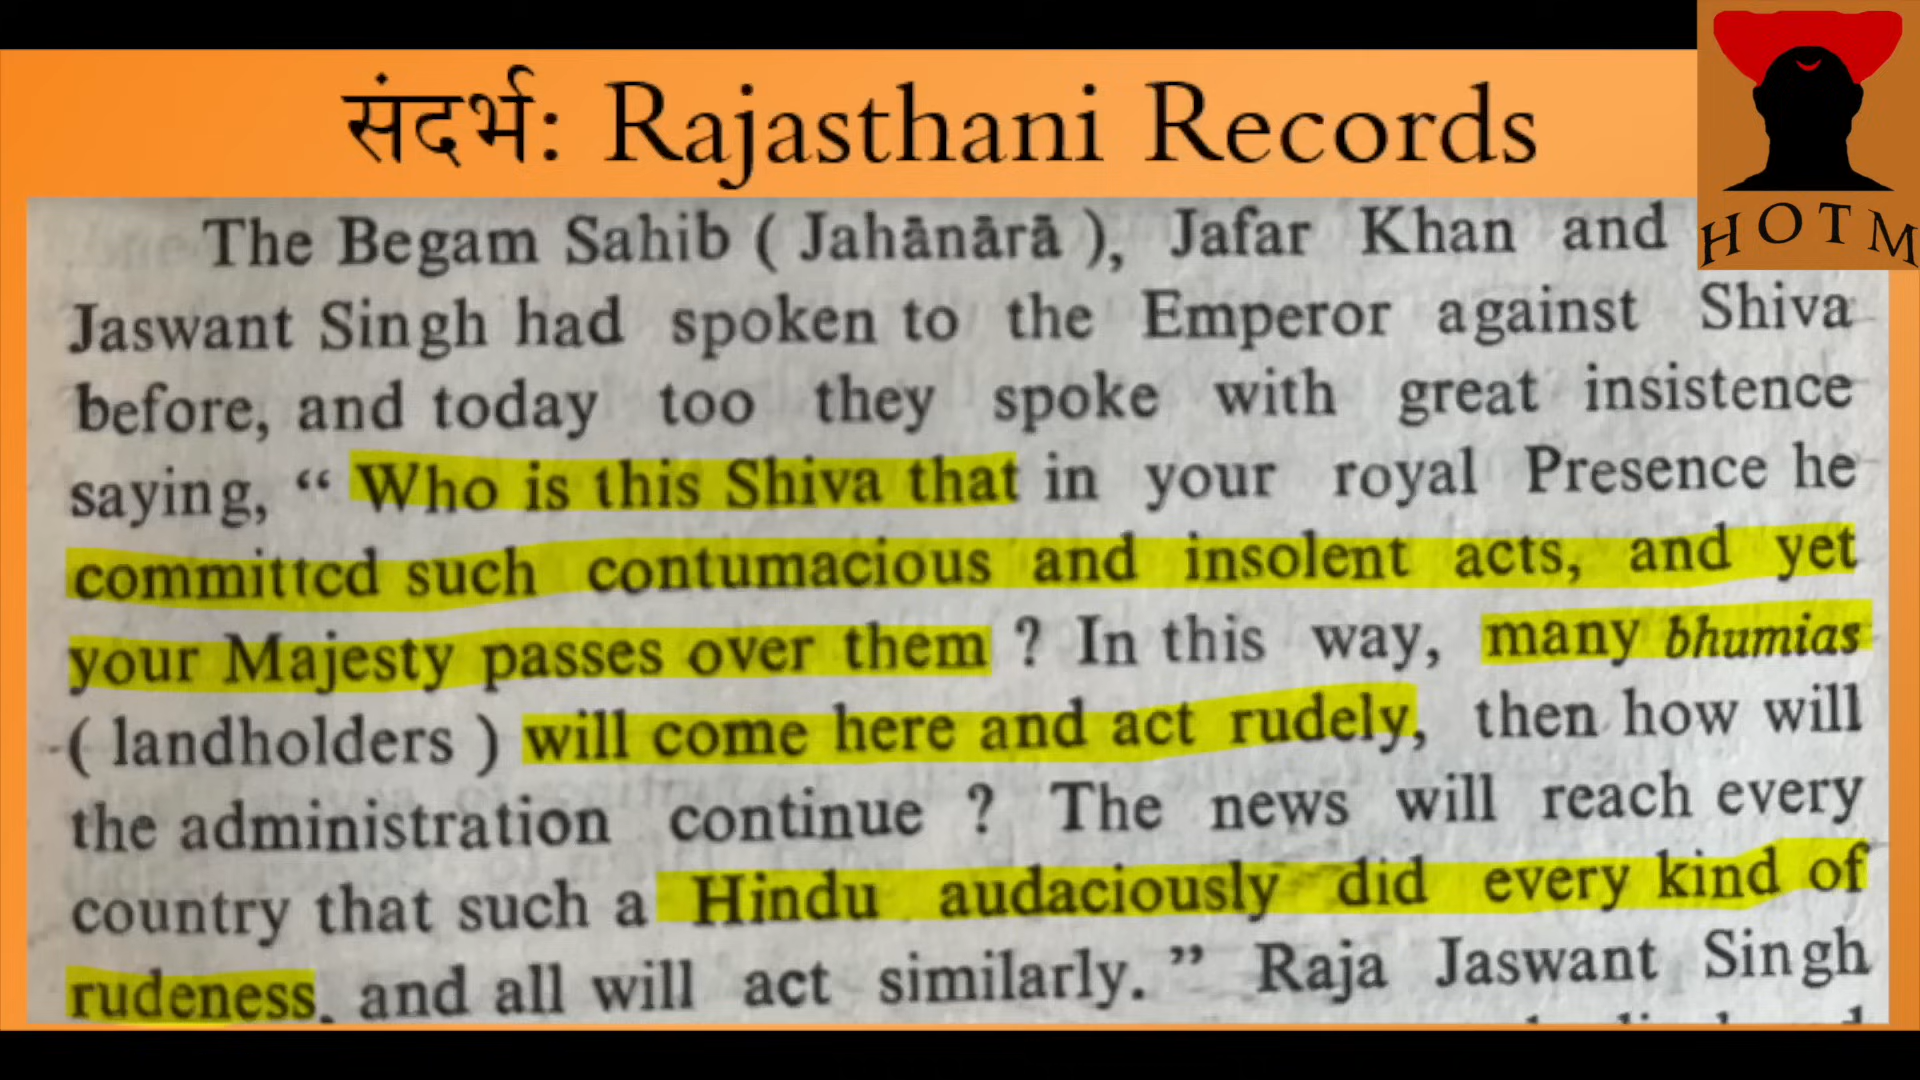 संदर्भ: Rajasthani Records
HOTM
The Begam Sahib ( Jahānārā ), Jafar Khan and
Jaswant Singh had spoken to the Emperor against Shiva
before, and today too they spoke with great insistence
saying, “ Who is this Shiva that in your royal Presence he
committed such contumacious and insolent acts, and yet
your Majesty passes over them ? In this way, many bhumias
( landholders ) will come here and act rudely, then how will
the administration continue ? The news will reach every
country that such a Hindu audaciously did every kind of
rudeness, and all will act similarly. ” Raja Jaswant Singh